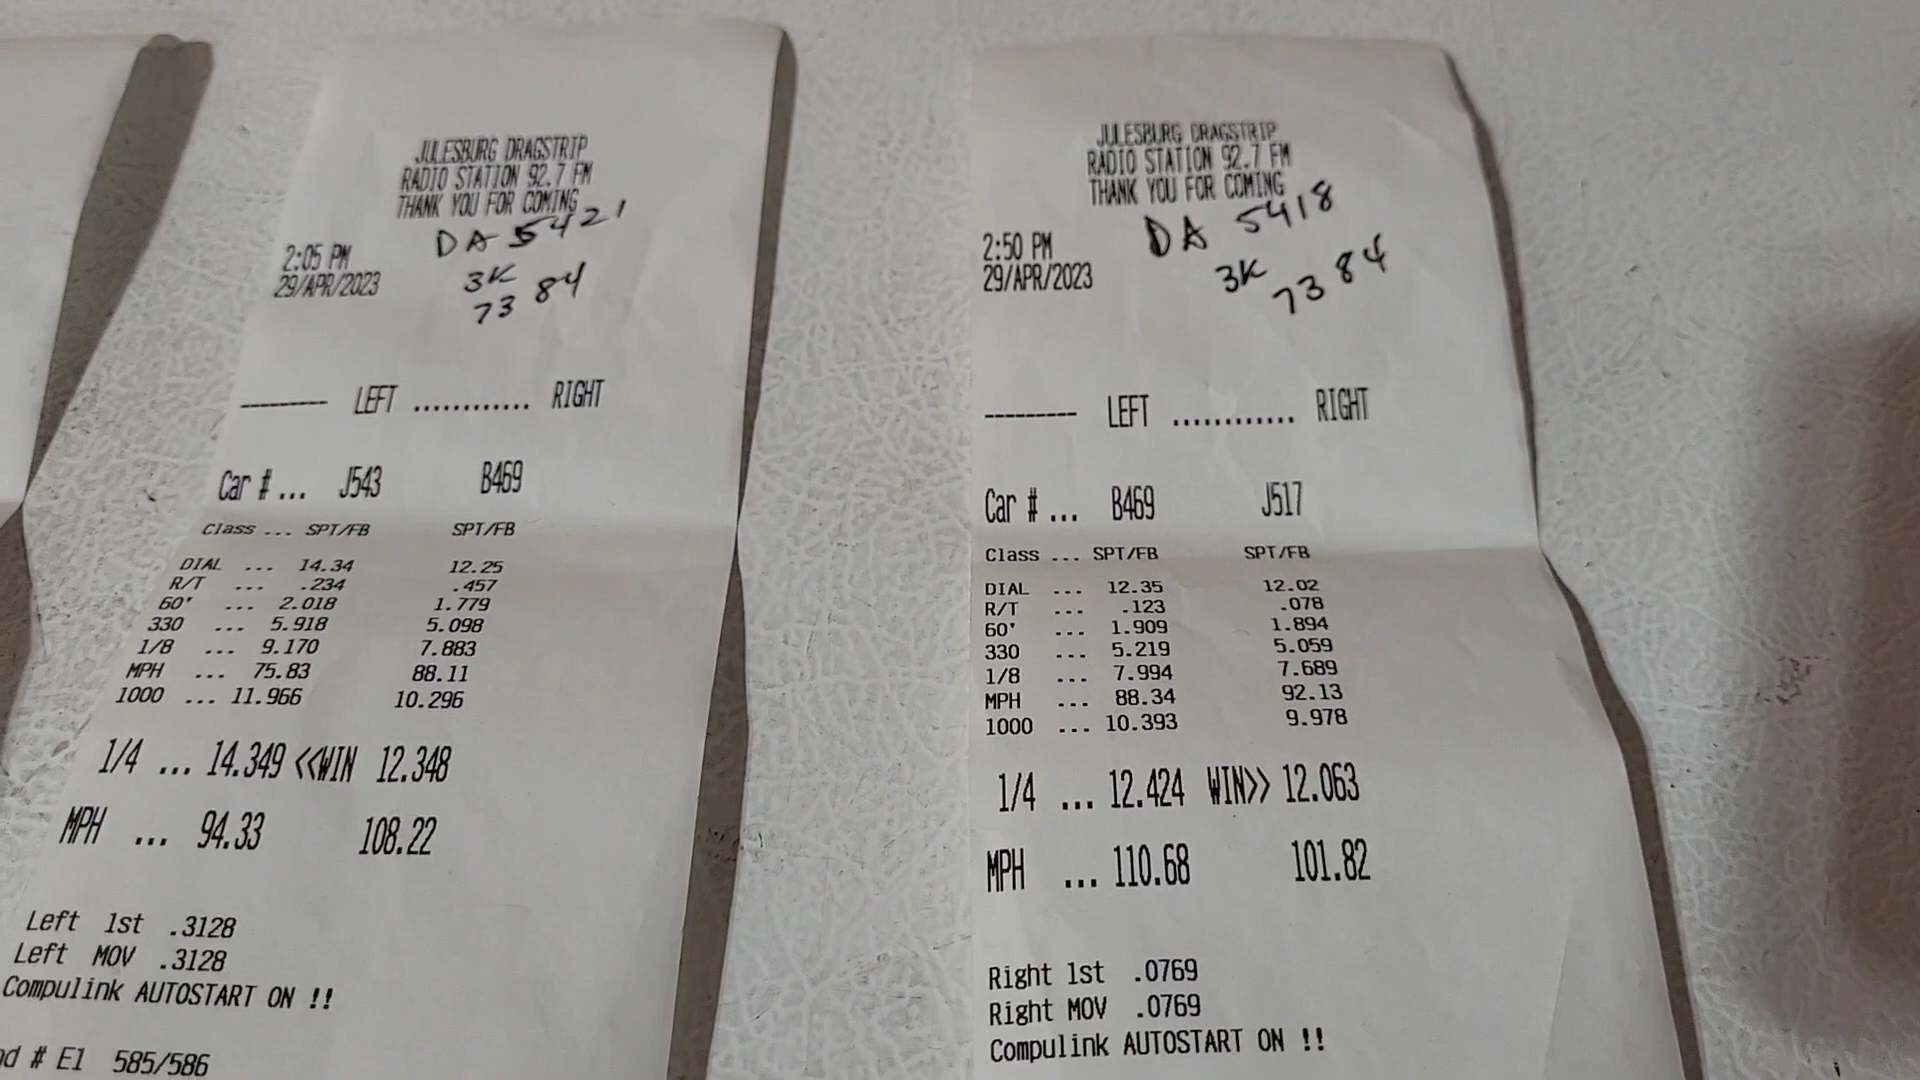 JULESBURG DRAGSTRIP
RADIO STATION 92.7 FM
THANK YOU FOR COMING
DA 5421
2:05 PM
3K
29/APR/2023
73 84
--------- LEFT ............ RIGHT
Car # ... J543 B469
Class ... SPT/FB SPT/FB
DIAL ... 14.34 12.25
R/T ... .234 .457
60' ... 2.018 1.779
330 ... 5.918 5.098
1/8 ... 9.170 7.883
MPH ... 75.83 88.11
1000 ... 11.966 10.296
1/4 ... 14.349 <<WIN 12.348
MPH ... 94.33 108.22
Left 1st .3128
Left MOV .3128
Compulink AUTOSTART ON !!
# E1 585/586
JULESBURG DRAGSTRIP
RADIO STATION 92.7 FM
THANK YOU FOR COMING
DA 5418
2:50 PM
3K
29/APR/2023
73 84
--------- LEFT ............ RIGHT
Car # ... B469 J517
Class ... SPT/FB SPT/FB
DIAL ... 12.35 12.02
R/T ... .123 .078
60' ... 1.909 1.894
330 ... 5.219 5.059
1/8 ... 7.994 7.689
MPH ... 88.34 92.13
1000 ... 10.393 9.978
1/4 ... 12.424 WIN>> 12.063
MPH ... 110.68 101.82
Right 1st .0769
Right MOV .0769
Compulink AUTOSTART ON !!